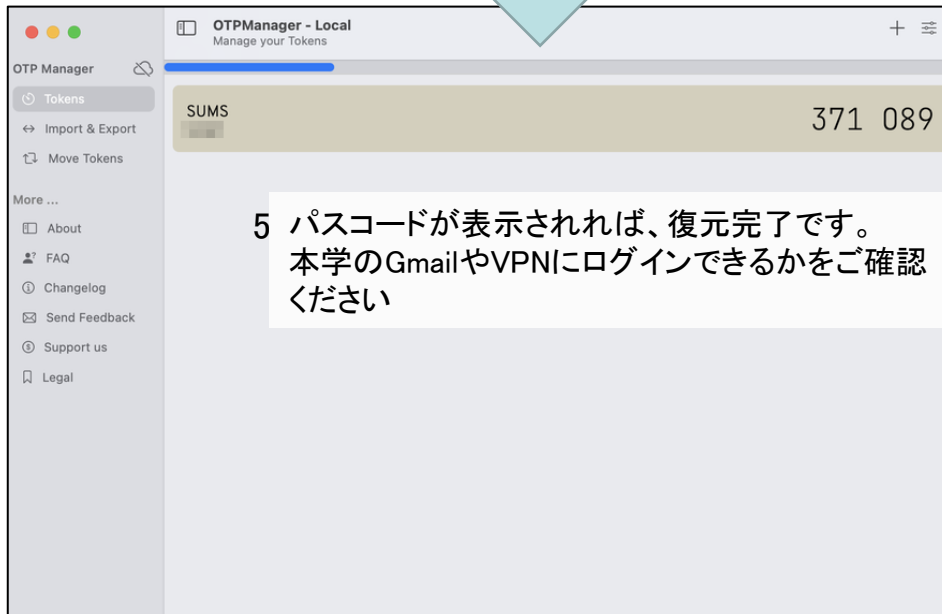 OTPManager - Local
Manage your Tokens
OTP Manager
Tokens
Import & Export
Move Tokens
More ...
About
FAQ
Changelog
Send Feedback
Support us
Legal
SUMS
371 089
5 パスコードが表示されれば、復元完了です。
本学のGmailやVPNにログインできるかをご確認
ください